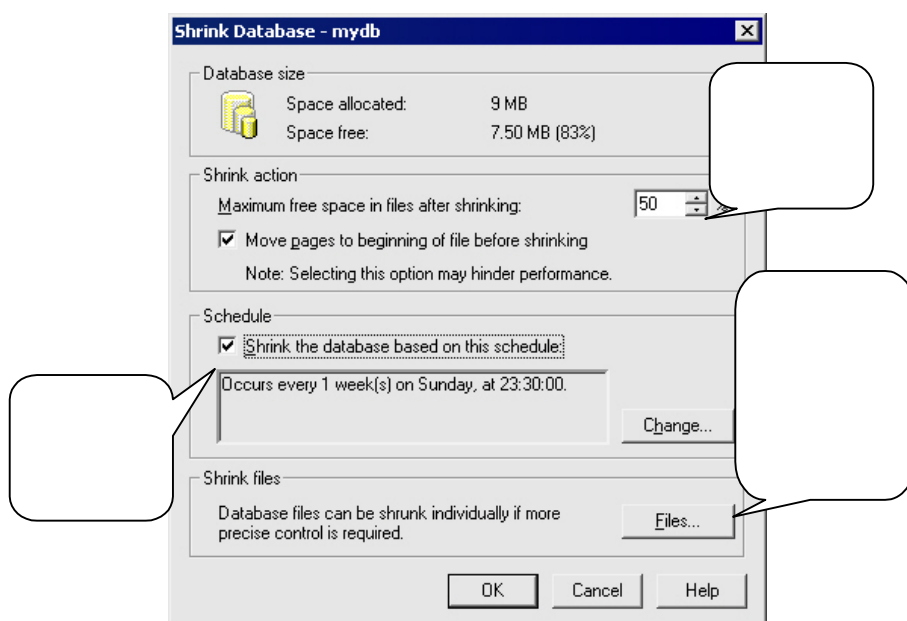 Shrink Database - mydb
Database size
Space allocated: 9 MB
Space free: 7.50 MB (83%)
Shrink action
Maximum free space in files after shrinking: 50
Move pages to beginning of file before shrinking
Note: Selecting this option may hinder performance.
Schedule
Shrink the database based on this schedule:
Occurs every 1 week(s) on Sunday, at 23:30:00.
Change...
Shrink files
Database files can be shrunk individually if more
precise control is required.
Files...
OK Cancel Help